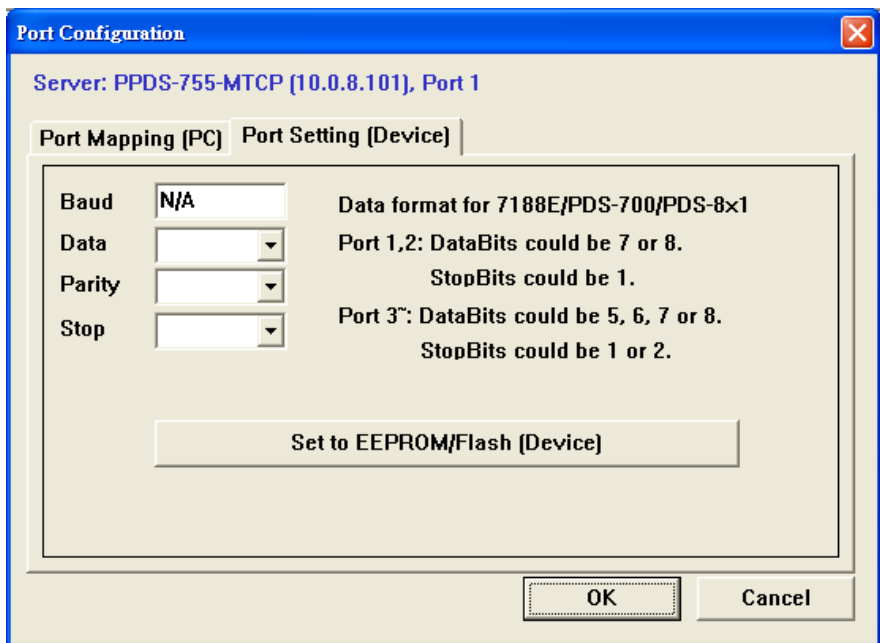 Port Configuration
Server: PPDS-755-MTCP (10.0.8.101), Port 1
Port Mapping (PC) Port Setting (Device)
Baud N/A
Data
Parity
Stop
Data format for 7188E/PDS-700/PDS-8x1
Port 1,2: DataBits could be 7 or 8.
StopBits could be 1.
Port 3~: DataBits could be 5, 6, 7 or 8.
StopBits could be 1 or 2.
Set to EEPROM/Flash (Device)
OK Cancel